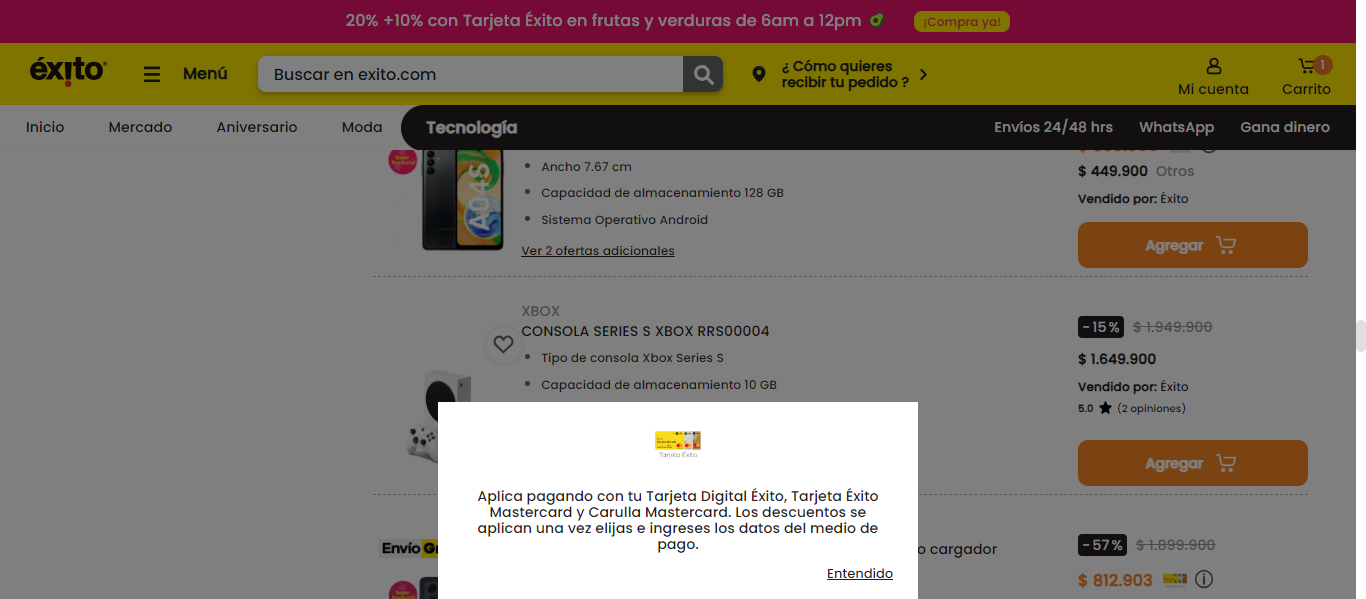 20% +10% con Tarjeta Éxito en frutas y verduras de 6am a 12pm
¡Compra ya!
éxito
Menú
Buscar en exito.com
¿ Cómo quieres
recibir tu pedido ?
Mi cuenta
1
Carrito
Inicio
Mercado
Aniversario
Moda
Tecnología
Envíos 24/48 hrs
WhatsApp
Gana dinero
A04S
Ancho 7.67 cm
Capacidad de almacenamiento 128 GB
Sistema Operativo Android
Ver 2 ofertas adicionales
$ 449.900 Otros
Vendido por: Éxito
Agregar
XBOX
CONSOLA SERIES S XBOX RRS00004
Tipo de consola Xbox Series S
Capacidad de almacenamiento 10 GB
-15% $ 1.949.900
$ 1.649.900
Vendido por: Éxito
5.0 (2 opiniones)
Agregar
Tarjeta Éxito
Aplica pagando con tu Tarjeta Digital Éxito, Tarjeta Éxito
Mastercard y Carulla Mastercard. Los descuentos se
aplican una vez elijas e ingreses los datos del medio de
pago.
Entendido
Envío Gr
o cargador
-57% $ 1.899.900
$ 812.903